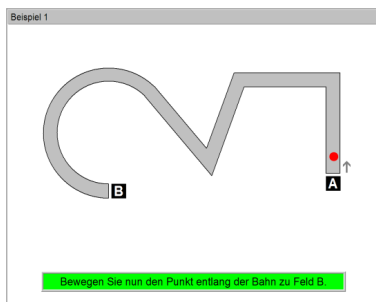 Beispiel 1
B
A
Bewegen Sie nun den Punkt entlang der Bahn zu Feld B.